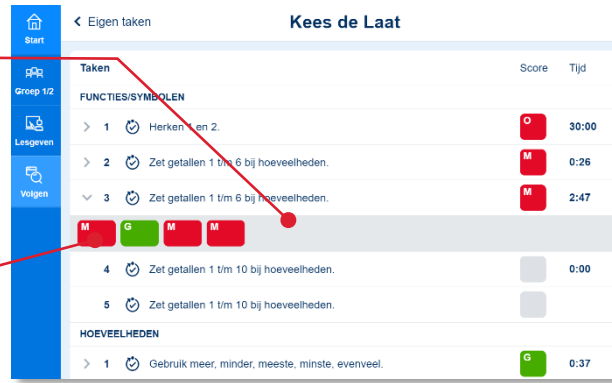 Start
Groep 1/2
Lesgeven
Volgen
Eigen taken
Kees de Laat
Taken Score Tijd
FUNCTIES/SYMBOLEN
1 Herken 1 en 2. O 30:00
2 Zet getallen 1 t/m 6 bij hoeveelheden. M 0:26
3 Zet getallen 1 t/m 6 bij hoeveelheden. M 2:47
M G M M
4 Zet getallen 1 t/m 10 bij hoeveelheden. 0:00
5 Zet getallen 1 t/m 10 bij hoeveelheden.
HOEVEELHEDEN
1 Gebruik meer, minder, meeste, minste, evenveel. G 0:37